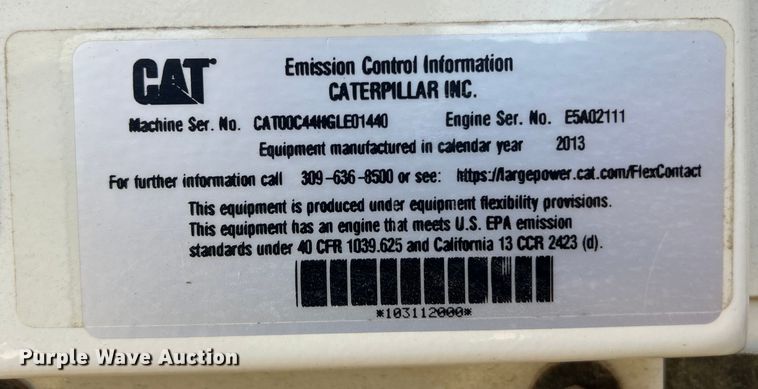 CAT
Emission Control Information
CATERPILLAR INC.
Machine Ser. No. CAT00C44HGLE01440 Engine Ser. No. E5A02111
Equipment manufactured in calendar year 2013
For further information call 309-636-8500 or see: https://largepower.cat.com/FlexContact
This equipment is produced under equipment flexibility provisions.
This equipment has an engine that meets U.S. EPA emission
standards under 40 CFR 1039.625 and California 13 CCR 2423 (d).
*103112000*
Purple Wave Auction